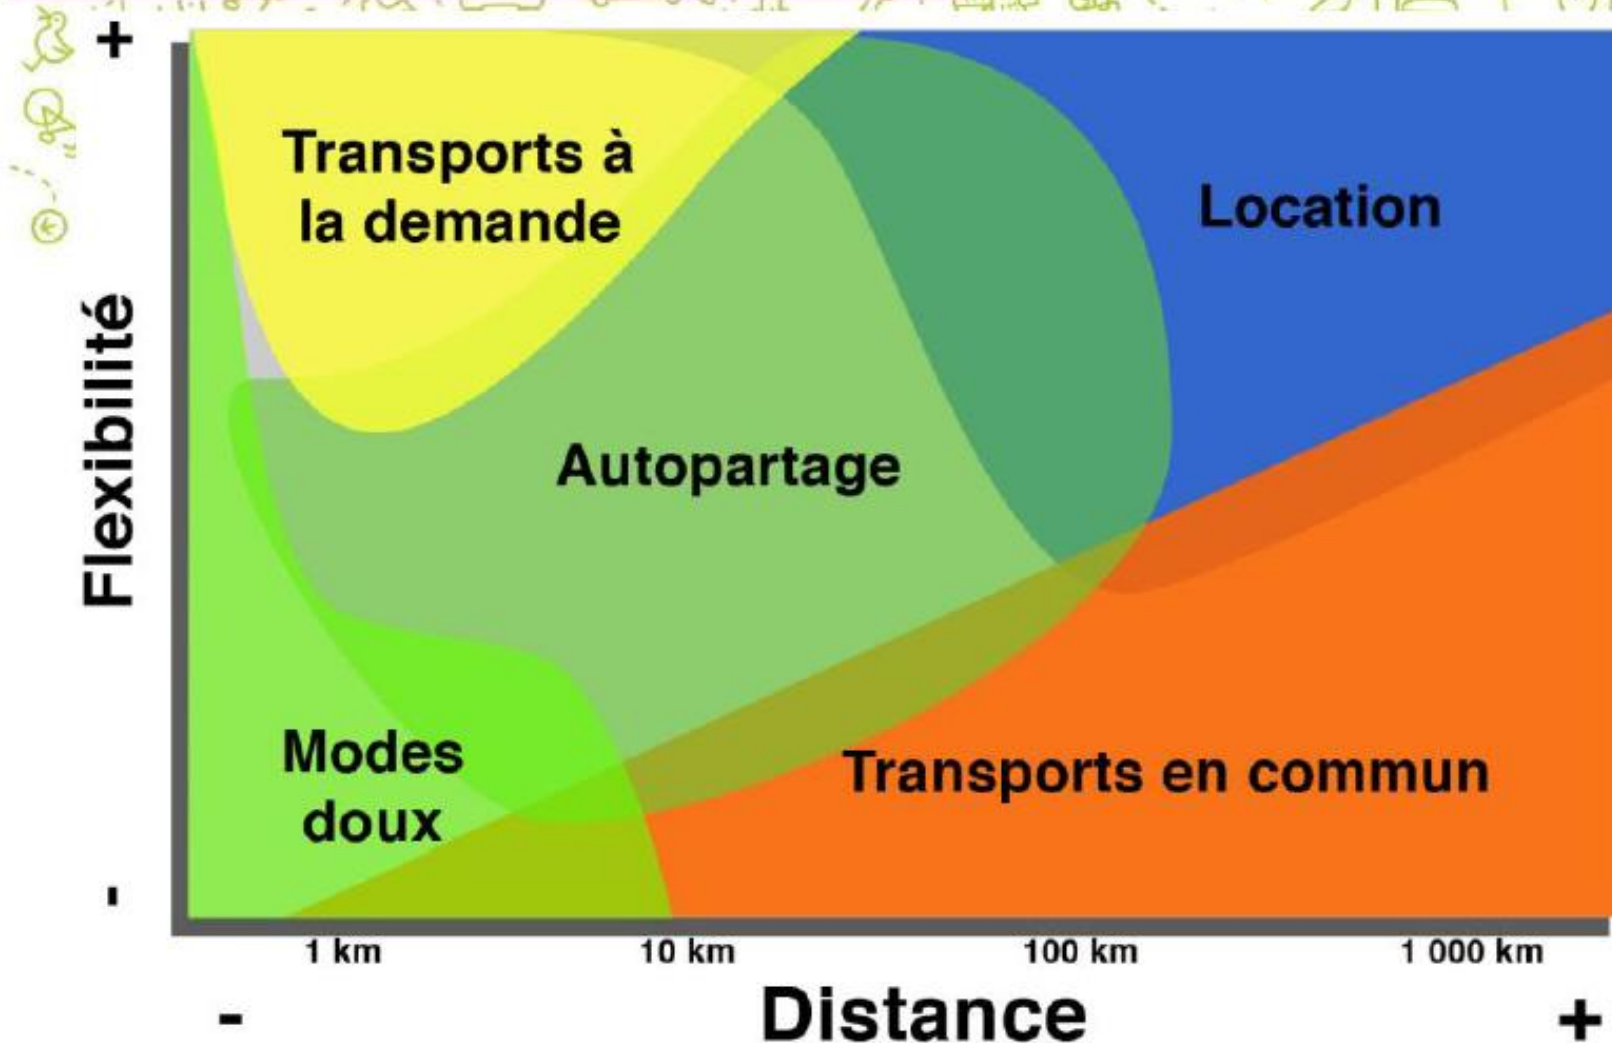 +
Transports à
la demande
Location
Flexibilité
Autopartage
Modes
doux
Transports en commun
-
1 km 10 km 100 km 1 000 km
- Distance +